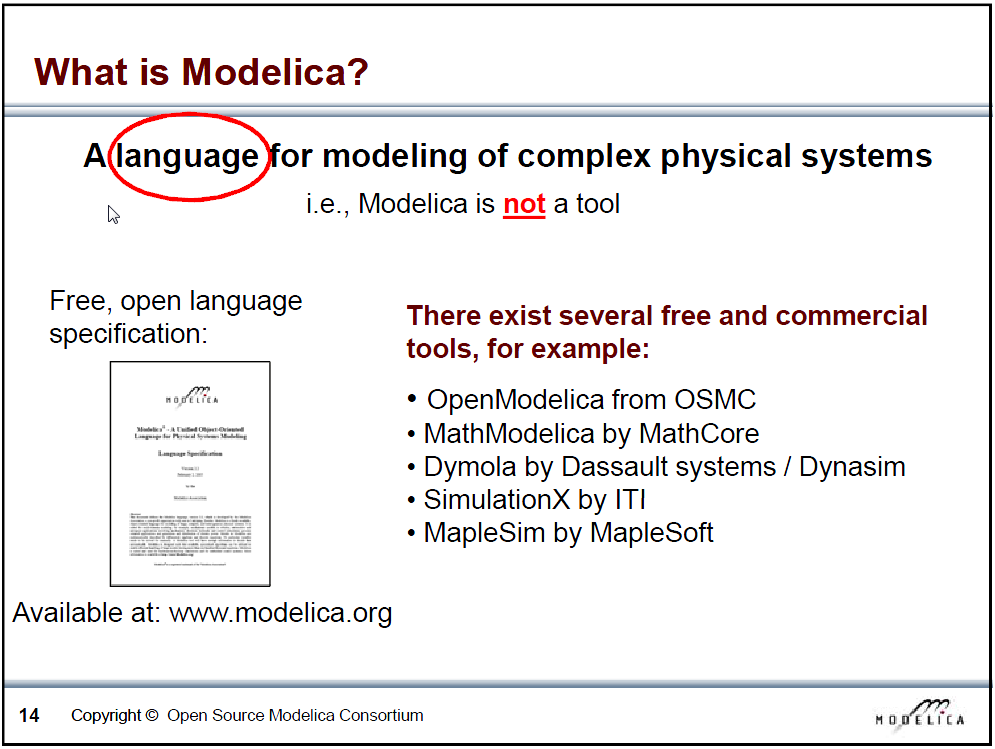 What is Modelica?
A language for modeling of complex physical systems
i.e., Modelica is not a tool
Free, open language
specification:
MODELICA
Modelica® - A Unified Object-Oriented
Language for Physical Systems Modeling
Language Specification
Available at: www.modelica.org
There exist several free and commercial
tools, for example:
• OpenModelica from OSMC
• MathModelica by MathCore
• Dymola by Dassault systems / Dynasim
• SimulationX by ITI
• MapleSim by MapleSoft
14 Copyright © Open Source Modelica Consortium
MODELICA